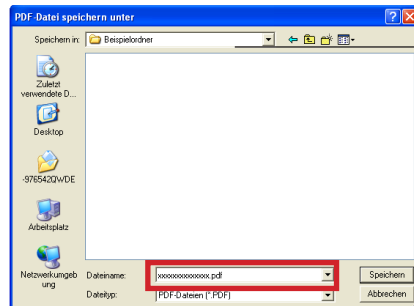 PDF-Datei speichern unter
Speichern in:
Beispielordner
Zuletzt
verwendete D...
Desktop
-976542QWDE
Arbeitsplatz
Netzwerkumgeb
ung
Dateiname:
xxxxxxxxxxxxxx.pdf
Speichern
Dateityp:
PDF-Dateien (*.PDF)
Abbrechen